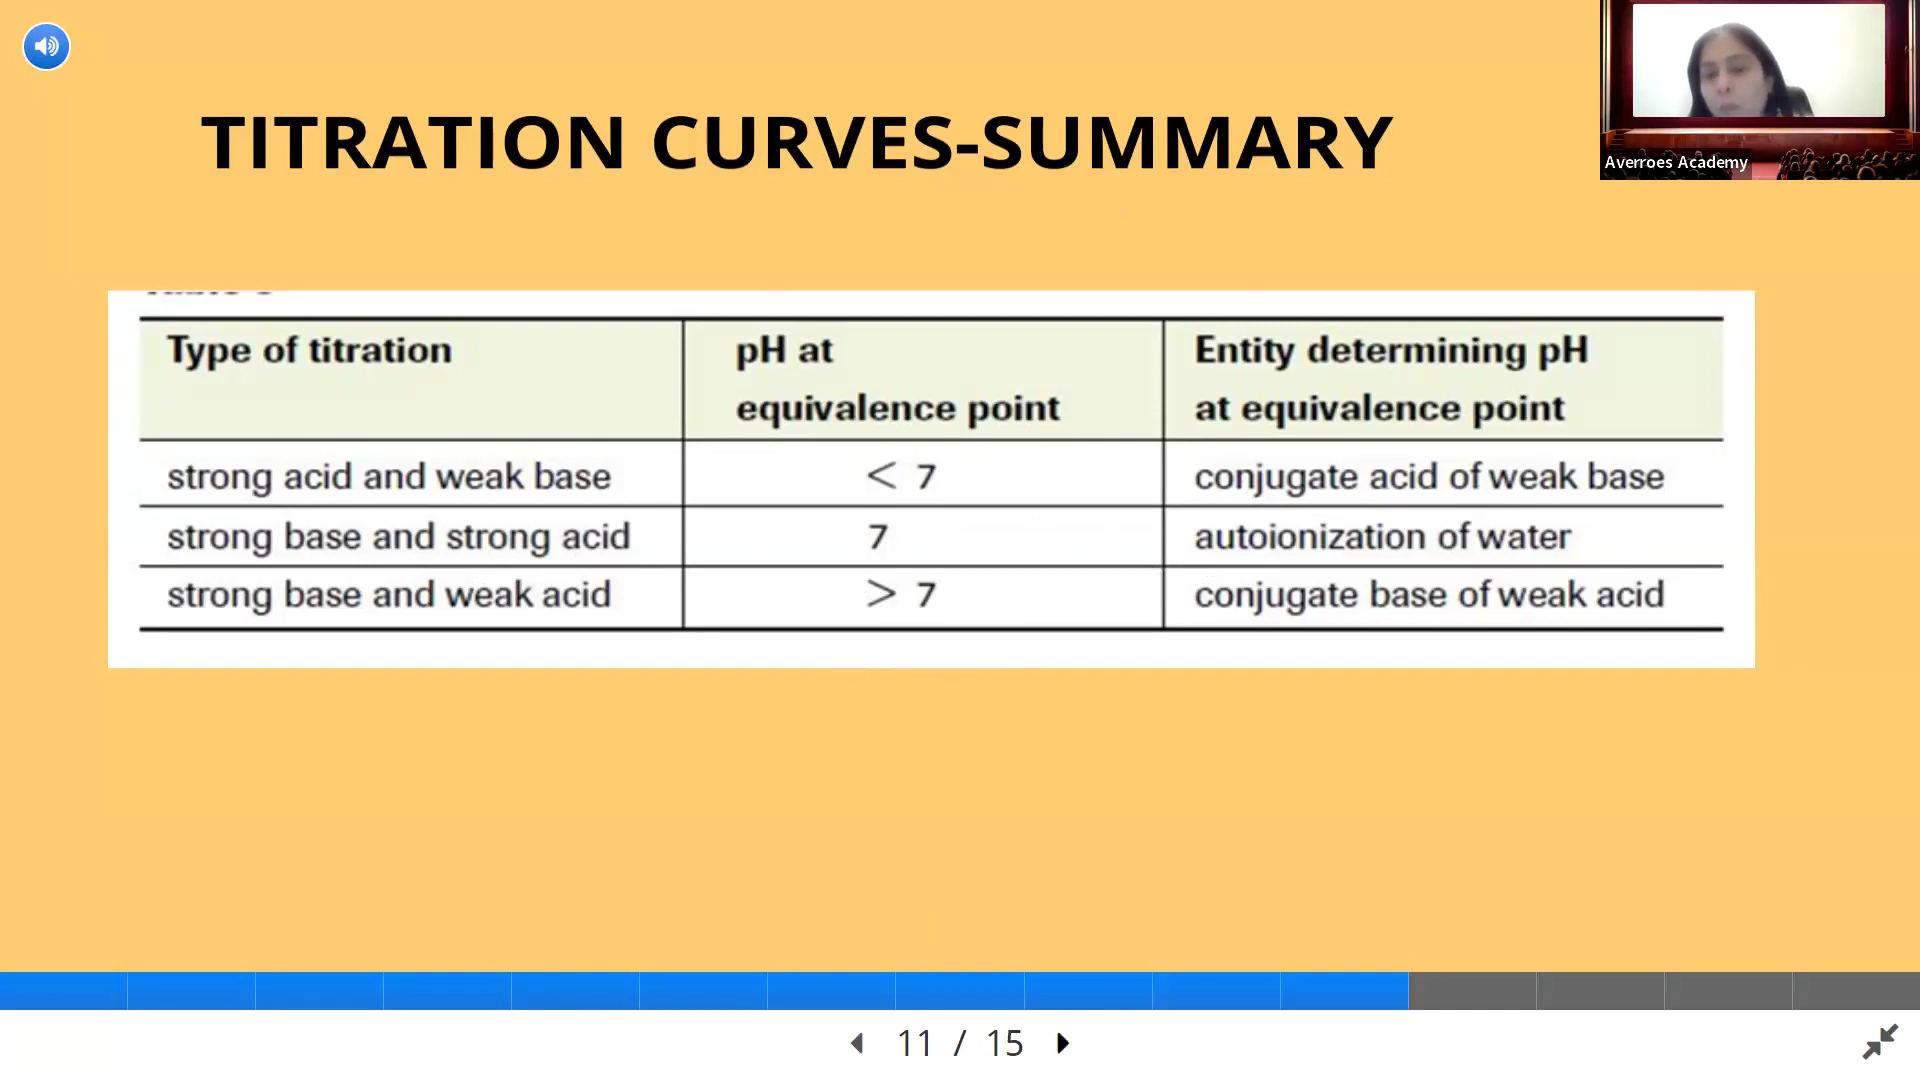 TITRATION CURVES-SUMMARY
Averroes Academy
Type of titration
pH at
equivalence point
Entity determining pH
at equivalence point
strong acid and weak base
< 7
conjugate acid of weak base
strong base and strong acid
7
autoionization of water
strong base and weak acid
> 7
conjugate base of weak acid
11 / 15